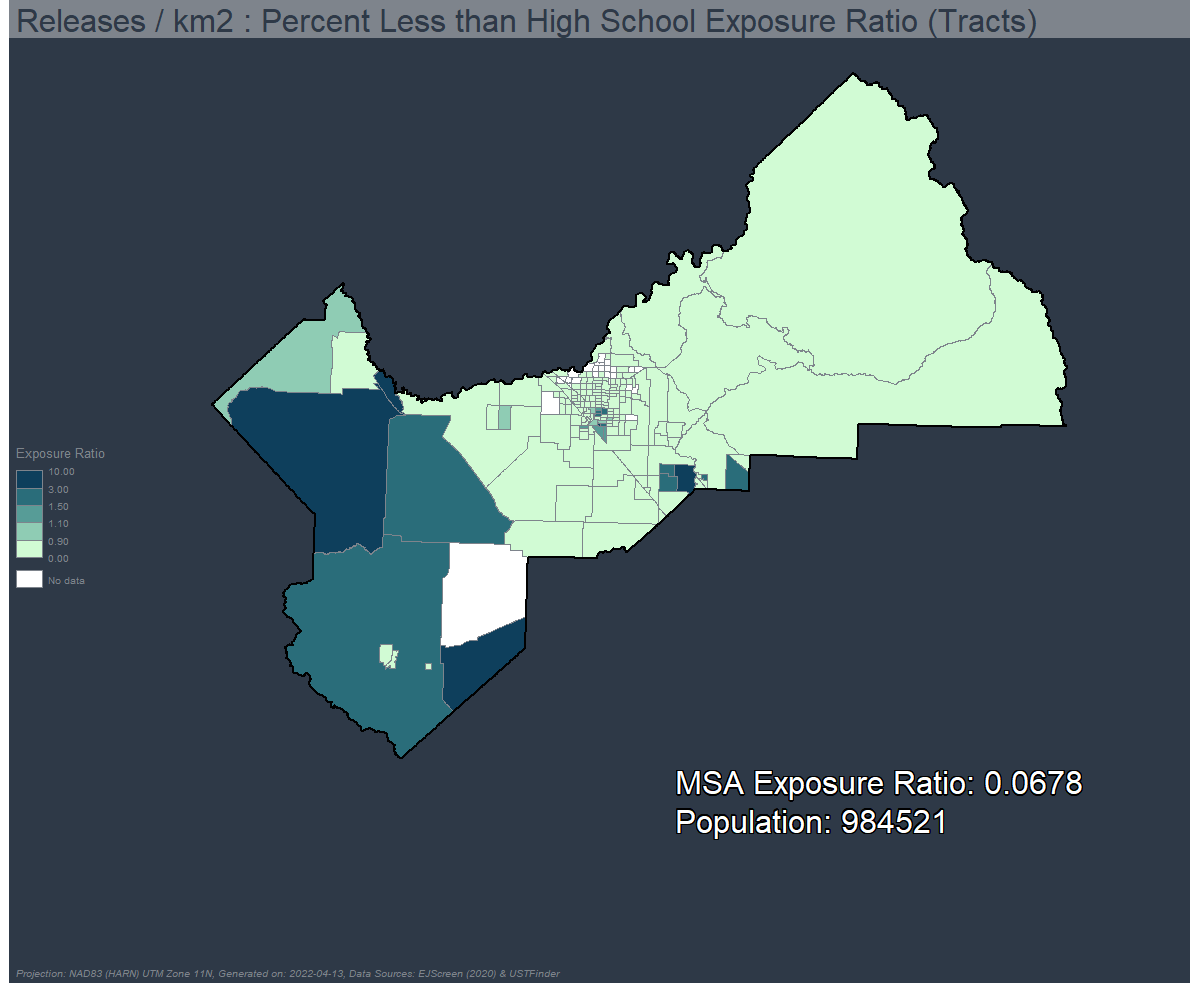 Releases / km2 : Percent Less than High School Exposure Ratio (Tracts)
Exposure Ratio
10.00
3.00
1.50
1.10
0.90
0.00
No data
MSA Exposure Ratio: 0.0678
Population: 984521
Projection: NAD83 (HARN) UTM Zone 11N, Generated on: 2022-04-13, Data Sources: EJScreen (2020) & USTFinder